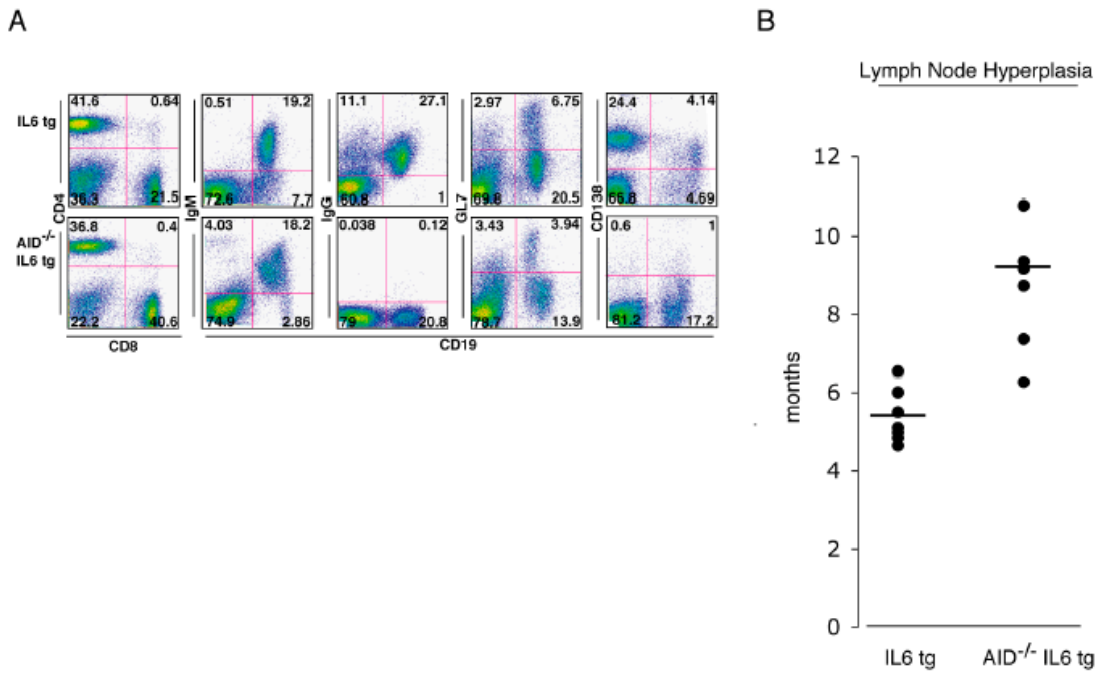 A
B
Lymph Node Hyperplasia
IL6 tg
CD4
41.6 0.64
36.3 21.5
IgM
0.51 19.2
72.6 7.7
IgG
11.1 27.1
60.8 1
GL7
2.97 6.75
69.8 20.5
CD138
24.4 4.14
66.8 4.69
AID-/-
IL6 tg
36.8 0.4
22.2 40.6
4.03 18.2
74.9 2.86
0.038 0.12
79 20.8
3.43 3.94
78.7 13.9
0.6 1
81.2 17.2
CD8
CD19
months
12
10
8
6
4
2
0
IL6 tg
AID-/- IL6 tg